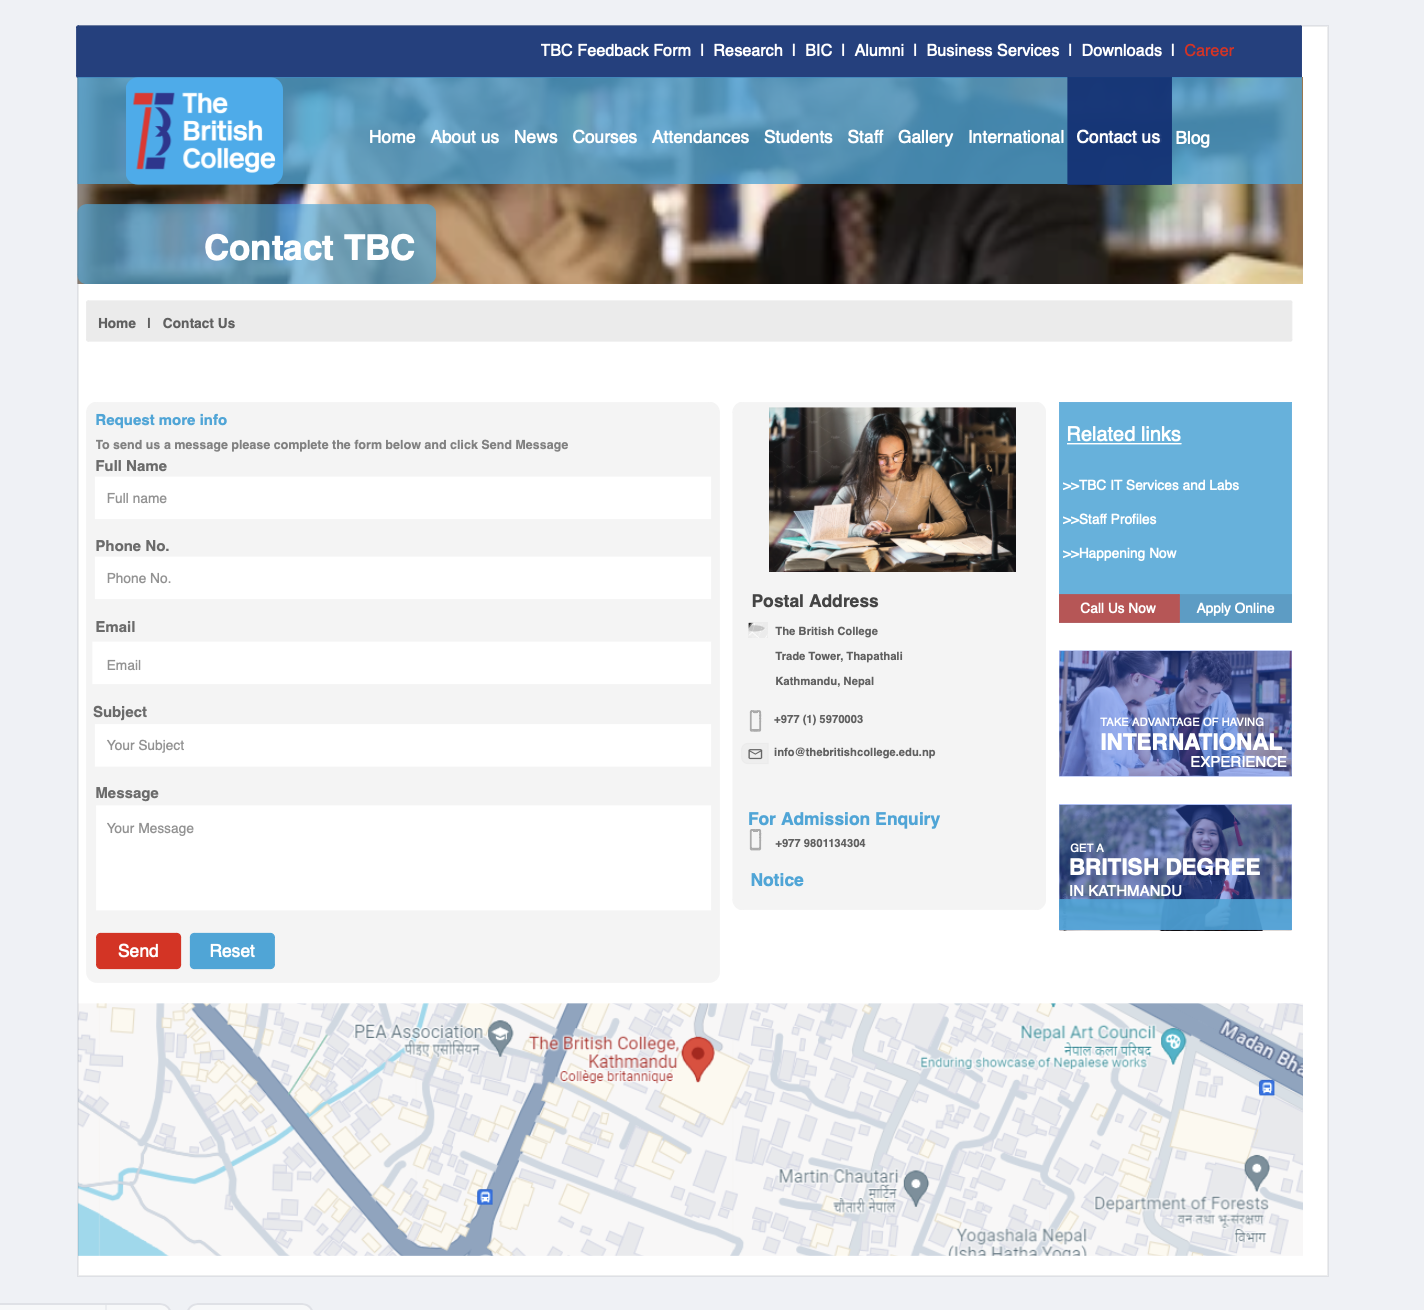 TBC Feedback Form | Research | BIC | Alumni | Business Services | Downloads | Career
The
British
College
Home About us News Courses Attendances Students Staff Gallery International Contact us Blog
Contact TBC
Home | Contact Us
Request more info
To send us a message please complete the form below and click Send Message
Full Name
Full name
Phone No.
Phone No.
Email
Email
Subject
Your Subject
Message
Your Message
Send Reset
Postal Address
The British College
Trade Tower, Thapathali
Kathmandu, Nepal
+977 (1) 5970003
info@thebritishcollege.edu.np
For Admission Enquiry
+977 9801134304
Notice
Related links
>>TBC IT Services and Labs
>>Staff Profiles
>>Happening Now
Call Us Now Apply Online
TAKE ADVANTAGE OF HAVING
INTERNATIONAL
EXPERIENCE
GET A
BRITISH DEGREE
IN KATHMANDU
PEA Association
पीइए एसोसियन
The British College,
Kathmandu
Collège britannique
Nepal Art Council
नेपाल कला परिषद
Enduring showcase of Nepalese works
Madan Bha
Martin Chautari
मार्टिन
चौतारी नेपाल
Department of Forests
वन तथा भू-संरक्षण
विभाग
Yogashala Nepal
(Isha Hatha Yoga)